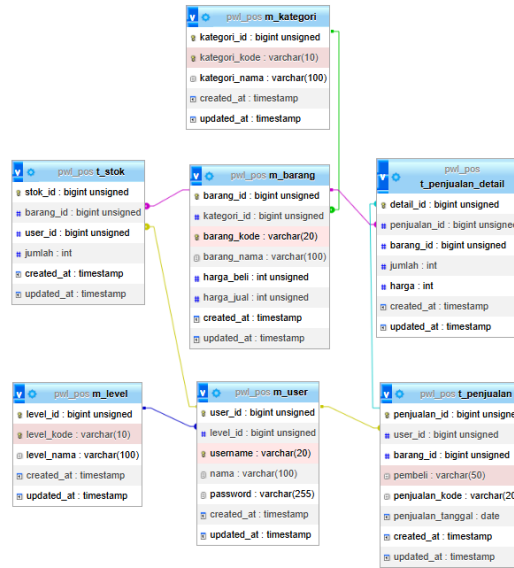 pwl_pos m_kategori
kategori_id : bigint unsigned
kategori_kode : varchar(10)
kategori_nama : varchar(100)
created_at : timestamp
updated_at : timestamp
pwl_pos t_stok
stok_id : bigint unsigned
barang_id : bigint unsigned
user_id : bigint unsigned
jumlah : int
created_at : timestamp
updated_at : timestamp
pwl_pos m_barang
barang_id : bigint unsigned
kategori_id : bigint unsigned
barang_kode : varchar(20)
barang_nama : varchar(100)
harga_beli : int unsigned
harga_jual : int unsigned
created_at : timestamp
updated_at : timestamp
pwl_pos
t_penjualan_detail
detail_id : bigint unsigned
penjualan_id : bigint unsigned
barang_id : bigint unsigned
jumlah : int
harga : int
created_at : timestamp
updated_at : timestamp
pwl_pos m_level
level_id : bigint unsigned
level_kode : varchar(10)
level_nama : varchar(100)
created_at : timestamp
updated_at : timestamp
pwl_pos m_user
user_id : bigint unsigned
level_id : bigint unsigned
username : varchar(20)
nama : varchar(100)
password : varchar(255)
created_at : timestamp
updated_at : timestamp
pwl_pos t_penjualan
penjualan_id : bigint unsigne
user_id : bigint unsigned
barang_id : bigint unsigned
pembeli : varchar(50)
penjualan_kode : varchar(20
penjualan_tanggal : date
created_at : timestamp
updated_at : timestamp